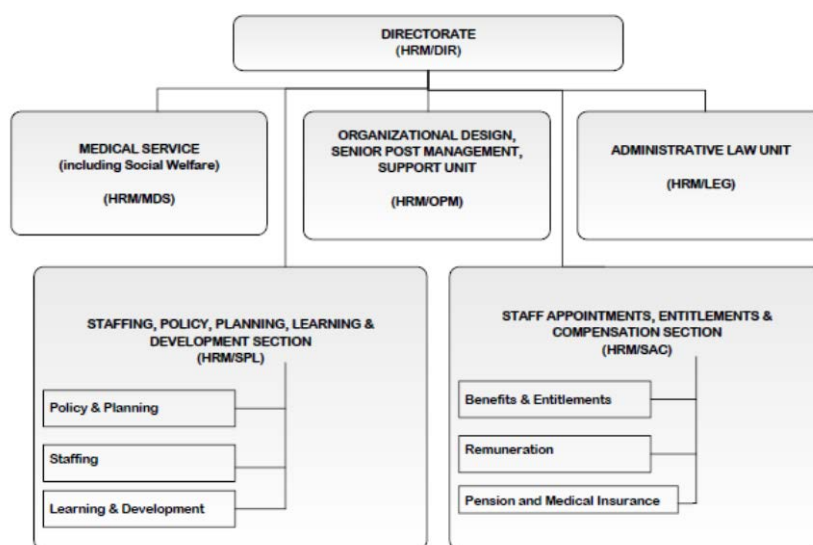 DIRECTORATE
(HRM/DIR)
MEDICAL SERVICE
(including Social Welfare)
(HRM/MDS)
ORGANIZATIONAL DESIGN,
SENIOR POST MANAGEMENT,
SUPPORT UNIT
(HRM/OPM)
ADMINISTRATIVE LAW UNIT
(HRM/LEG)
STAFFING, POLICY, PLANNING, LEARNING &
DEVELOPMENT SECTION
(HRM/SPL)
Policy & Planning
Staffing
Learning & Development
STAFF APPOINTMENTS, ENTITLEMENTS &
COMPENSATION SECTION
(HRM/SAC)
Benefits & Entitlements
Remuneration
Pension and Medical Insurance